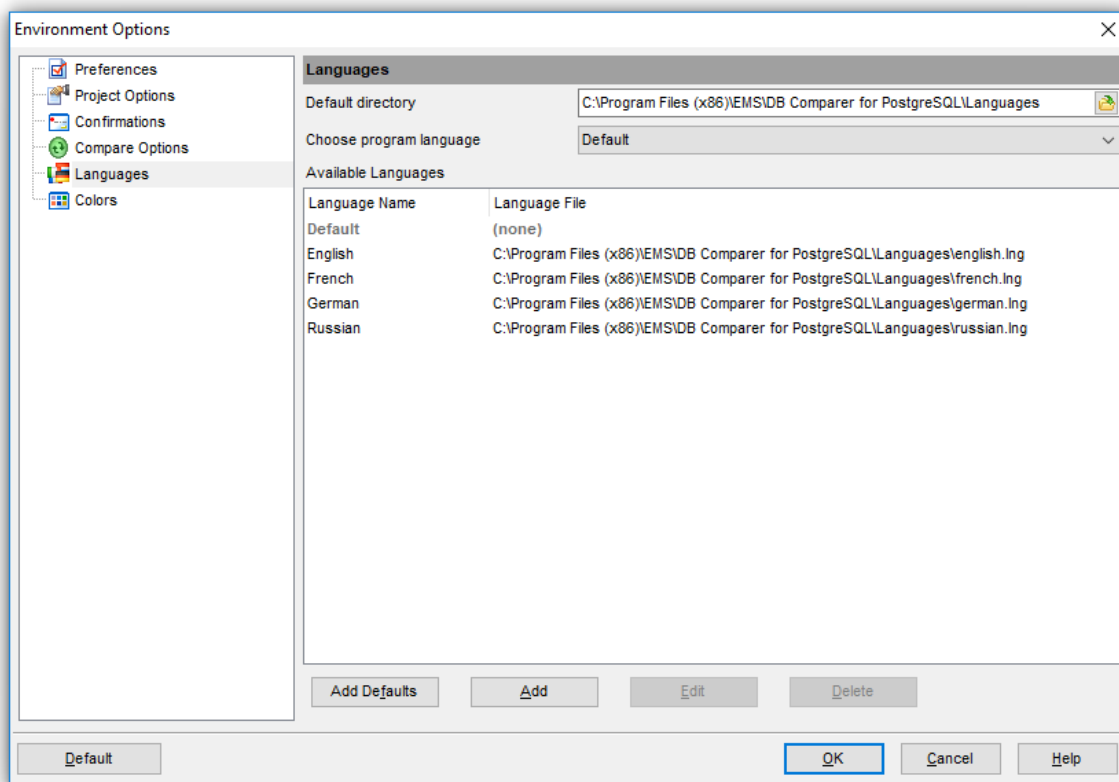 Environment Options
Preferences
Project Options
Confirmations
Compare Options
Languages
Colors
Languages
Default directory C:\Program Files (x86)\EMS\DB Comparer for PostgreSQL\Languages
Choose program language Default
Available Languages
Language Name Language File
Default (none)
English C:\Program Files (x86)\EMS\DB Comparer for PostgreSQL\Languages\english.lng
French C:\Program Files (x86)\EMS\DB Comparer for PostgreSQL\Languages\french.lng
German C:\Program Files (x86)\EMS\DB Comparer for PostgreSQL\Languages\german.lng
Russian C:\Program Files (x86)\EMS\DB Comparer for PostgreSQL\Languages\russian.lng
Add Defaults Add Edit Delete
Default OK Cancel Help